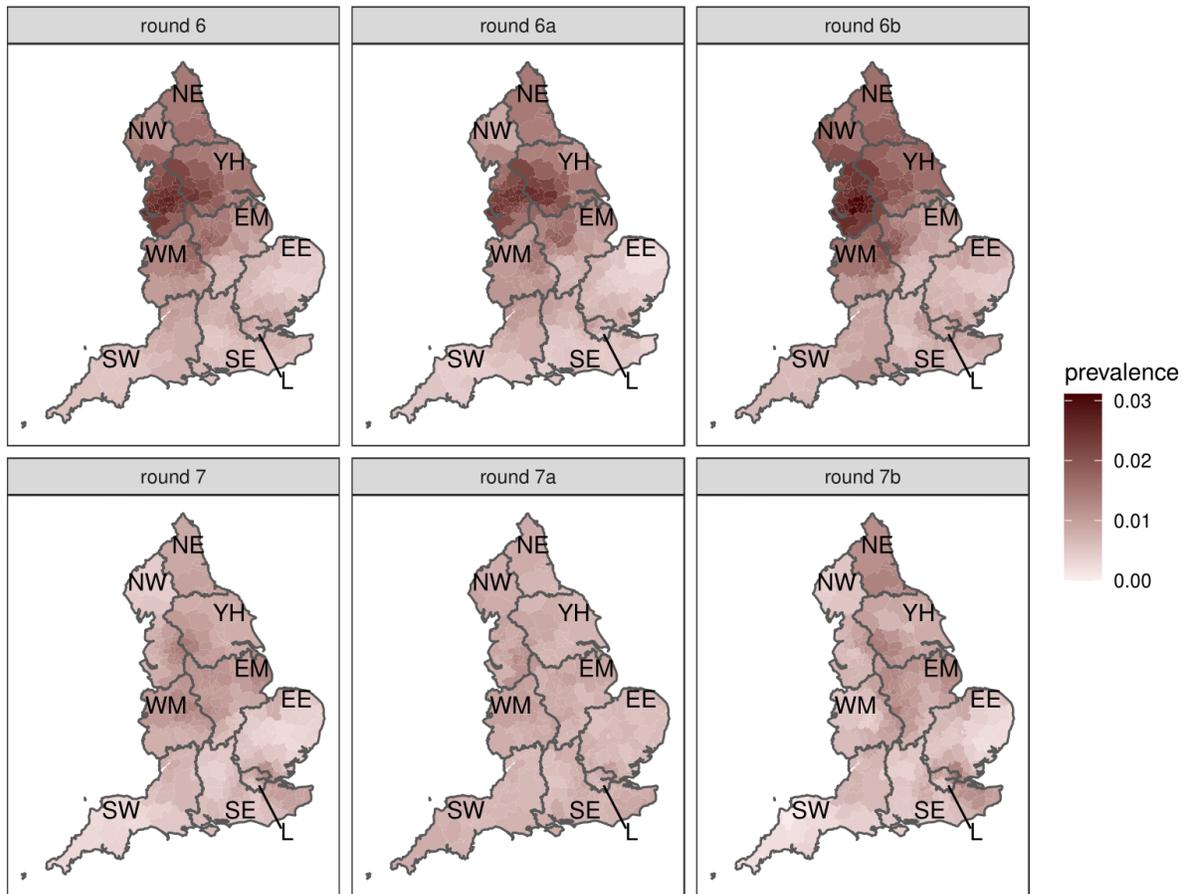 round 6
round 6a
round 6b
NE
NW
YH
EM
EE
WM
SW
SE
L
NE
NW
YH
EM
EE
WM
SW
SE
L
NE
NW
YH
EM
EE
WM
SW
SE
L
prevalence
0.03
0.02
0.01
0.00
round 7
round 7a
round 7b
NE
NW
YH
EM
EE
WM
SW
SE
L
NE
NW
YH
EM
EE
WM
SW
SE
L
NE
NW
YH
EM
EE
WM
SW
SE
L